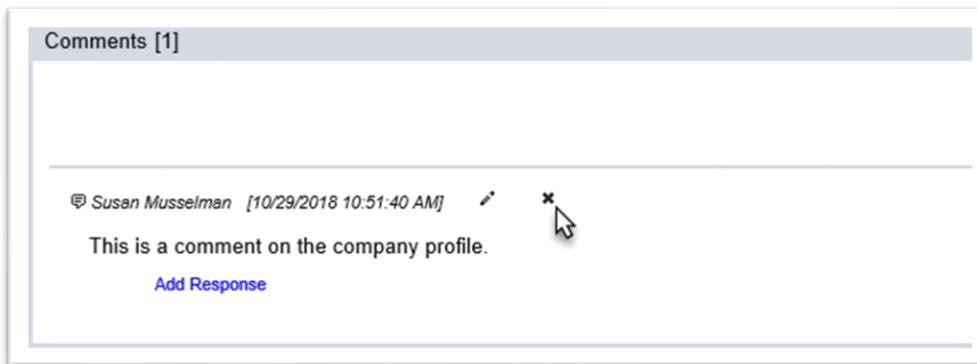 Comments [1]
Susan Musselman [10/29/2018 10:51:40 AM]
This is a comment on the company profile.
Add Response